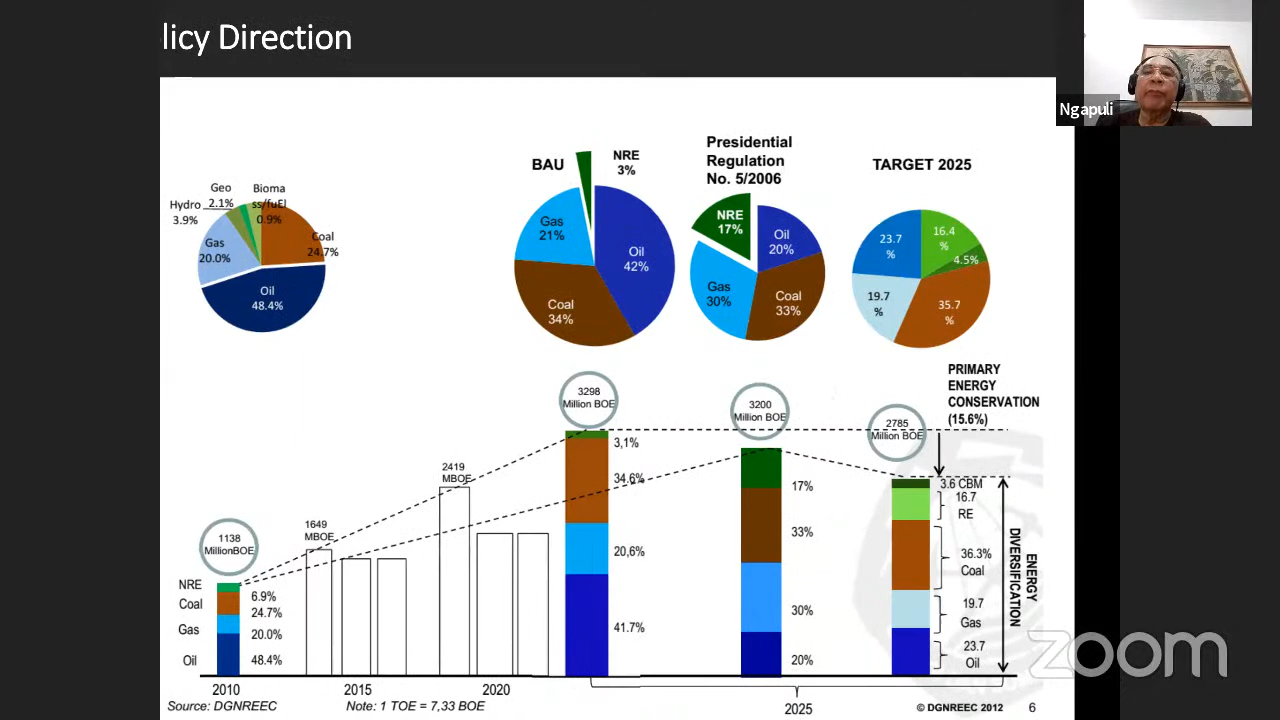 licy Direction
Ngapuli
Geo
2.1%
Bioma
ss/fuEl
0.9%
Hydro
3.9%
Gas
20.0%
Coal
24.7%
Oil
48.4%
BAU
NRE
3%
Gas
21%
Oil
42%
Coal
34%
Presidential
Regulation
No. 5/2006
NRE
17%
Oil
20%
Gas
30%
Coal
33%
TARGET 2025
23.7
%
16.4
%
4.5%
19.7
%
35.7
%
PRIMARY
ENERGY
CONSERVATION
(15.6%)
3298
Million BOE
3200
Million BOE
2785
Million BOE
2419
MBOE
1649
MBOE
1138
MillionBOE
NRE
Coal
Gas
Oil
6.9%
24.7%
20.0%
48.4%
3,1%
34.6%
20,6%
41.7%
17%
33%
30%
20%
3.6 CBM
16.7
RE
36.3%
Coal
19.7
Gas
23.7
Oil
ENERGY
DIVERSIFICATION
2010
2015
2020
2025
Source: DGNREEC
Note: 1 TOE = 7,33 BOE
© DGNREEC 2012
6
zoom